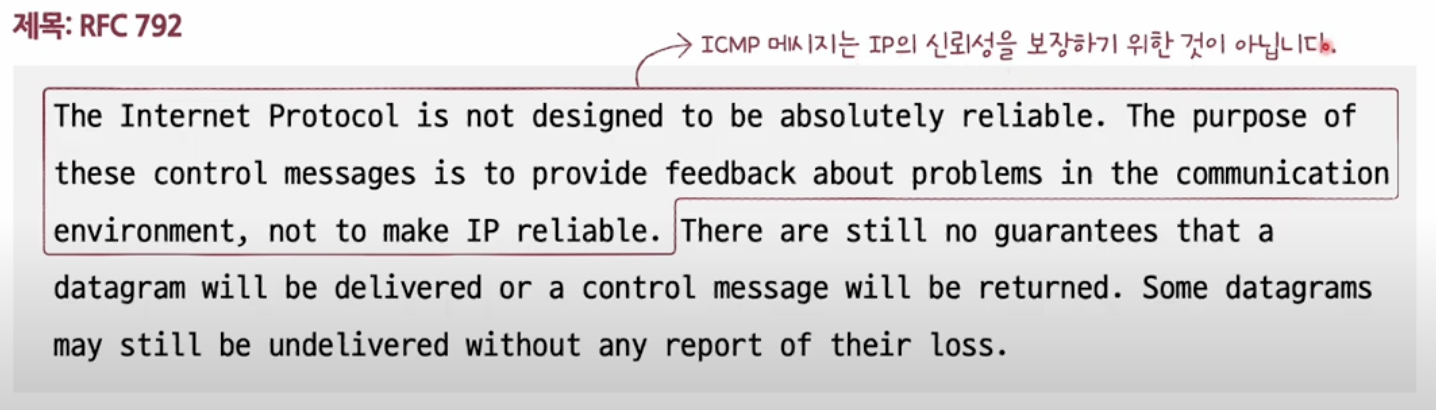 제목: RFC 792
ICMP 메시지는 IP의 신뢰성을 보장하기 위한 것이 아닙니다.
The Internet Protocol is not designed to be absolutely reliable. The purpose of
these control messages is to provide feedback about problems in the communication
environment, not to make IP reliable. There are still no guarantees that a
datagram will be delivered or a control message will be returned. Some datagrams
may still be undelivered without any report of their loss.